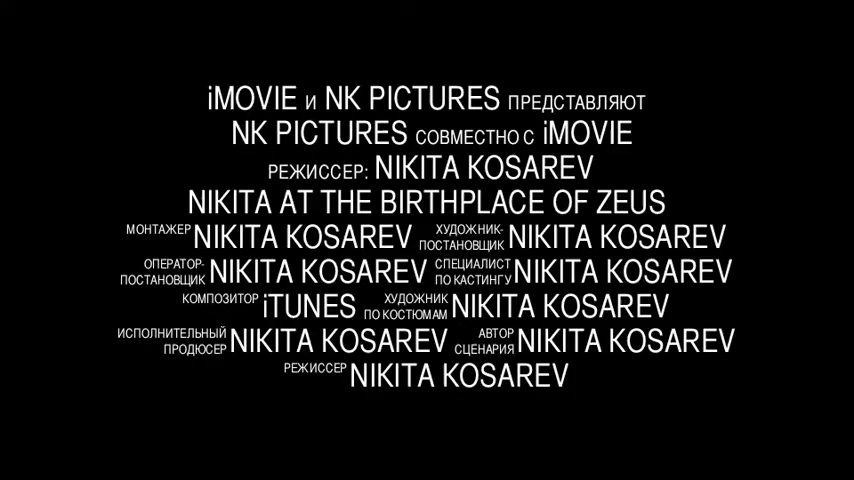 iMOVIE И NK PICTURES ПРЕДСТАВЛЯЮТ
NK PICTURES СОВМЕСТНО С iMOVIE
РЕЖИССЕР: NIKITA KOSAREV
NIKITA AT THE BIRTHPLACE OF ZEUS
МОНТАЖЕР NIKITA KOSAREV ХУДОЖНИК-ПОСТАНОВЩИК NIKITA KOSAREV
ОПЕРАТОР-ПОСТАНОВЩИК NIKITA KOSAREV СПЕЦИАЛИСТ ПО КАСТИНГУ NIKITA KOSAREV
КОМПОЗИТОР iTUNES ХУДОЖНИК ПО КОСТЮМАМ NIKITA KOSAREV
ИСПОЛНИТЕЛЬНЫЙ ПРОДЮСЕР NIKITA KOSAREV АВТОР СЦЕНАРИЯ NIKITA KOSAREV
РЕЖИССЕР NIKITA KOSAREV